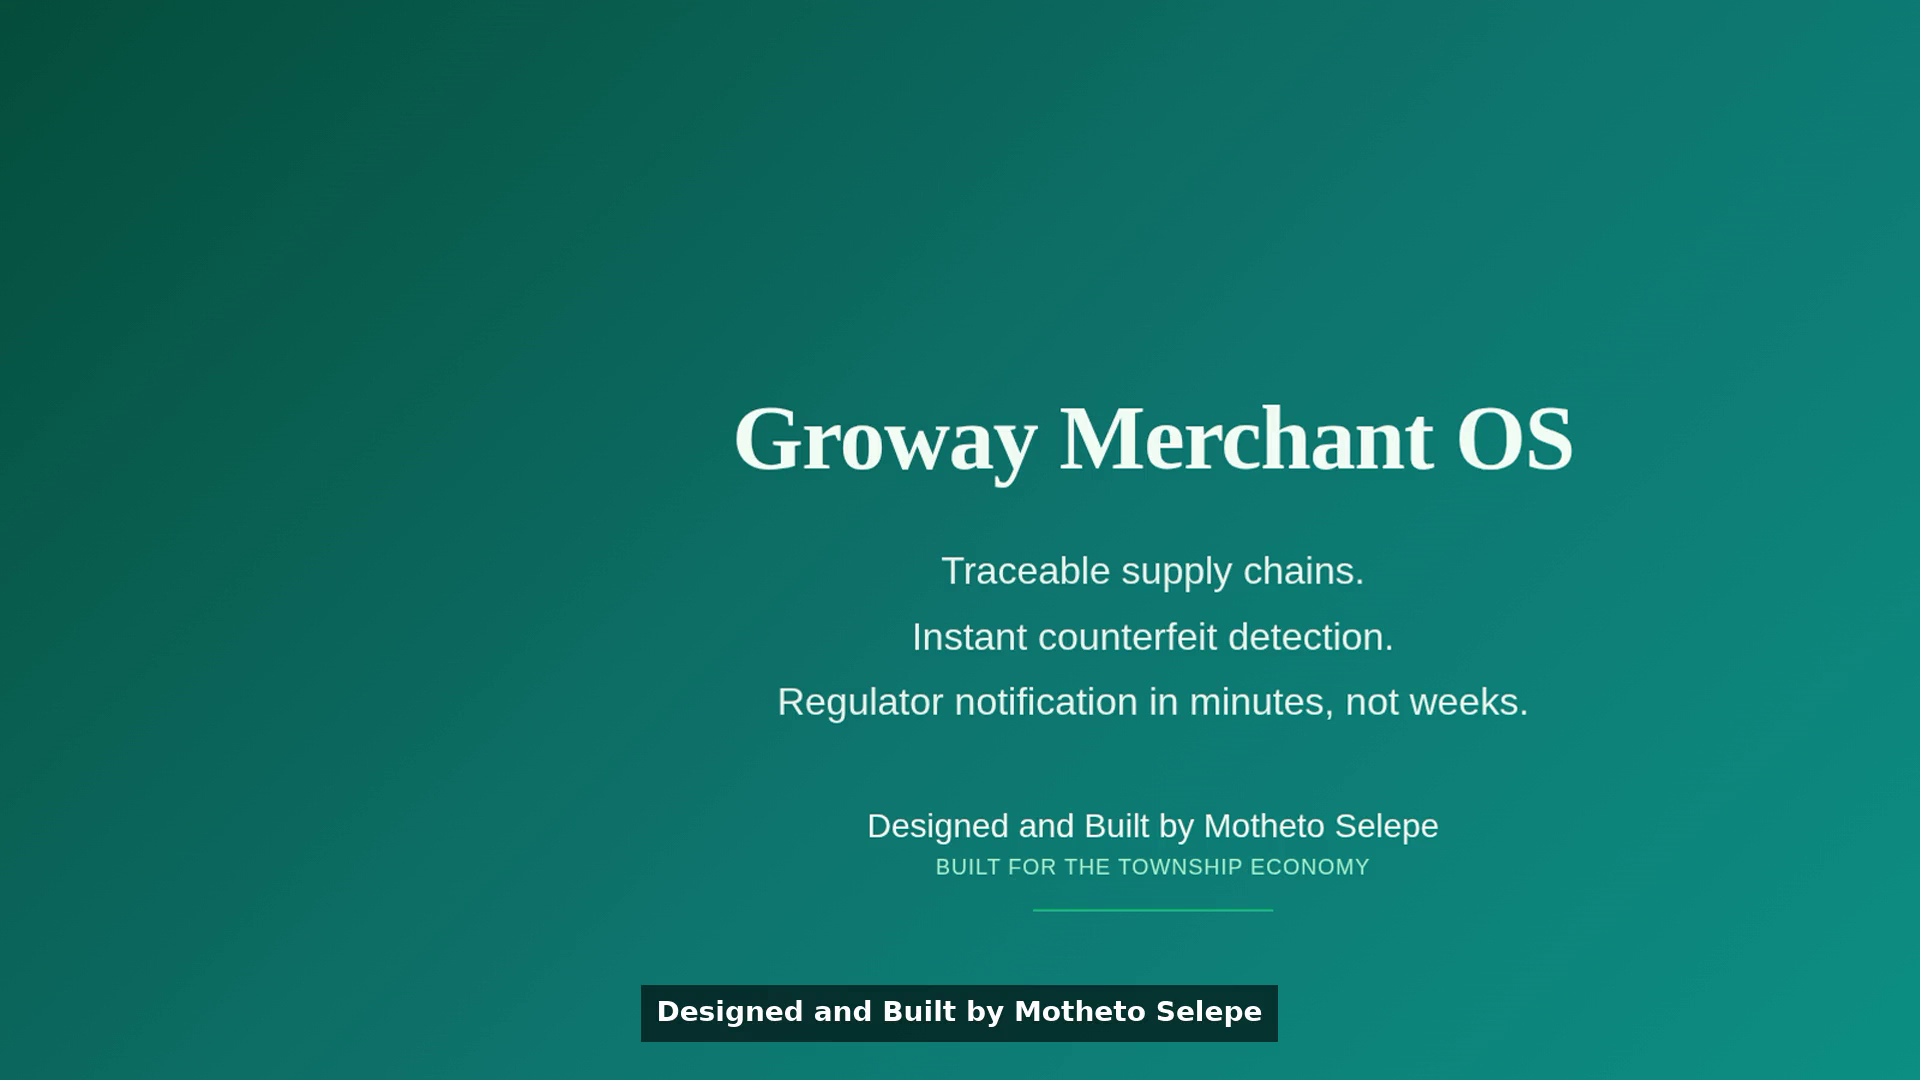 Groway Merchant OS
Traceable supply chains.
Instant counterfeit detection.
Regulator notification in minutes, not weeks.
Designed and Built by Motheto Selepe
BUILT FOR THE TOWNSHIP ECONOMY
Designed and Built by Motheto Selepe